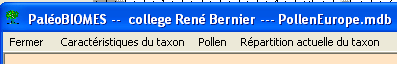 PaléoBIOMES -- college René Bernier --- PollenEurope.mdb
Fermer Caractéristiques du taxon Pollen Répartition actuelle du taxon